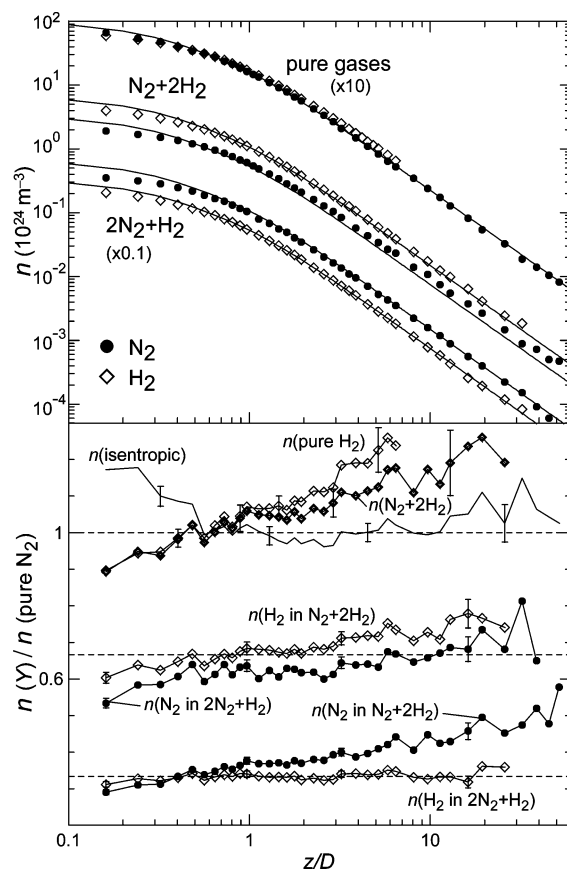 10²
10¹
10⁰
10⁻¹
10⁻²
10⁻³
10⁻⁴
n (10²⁴ m⁻³)
pure gases
(x10)
N₂+2H₂
2N₂+H₂
(x0.1)
N₂
H₂
n(isentropic)
n(pure H₂)
n(N₂+2H₂)
1
n(H₂ in N₂+2H₂)
0.6
n(N₂ in 2N₂+H₂)
n(N₂ in N₂+2H₂)
n(H₂ in 2N₂+H₂)
n (Y) / n (pure N₂)
0.1
1
10
z/D